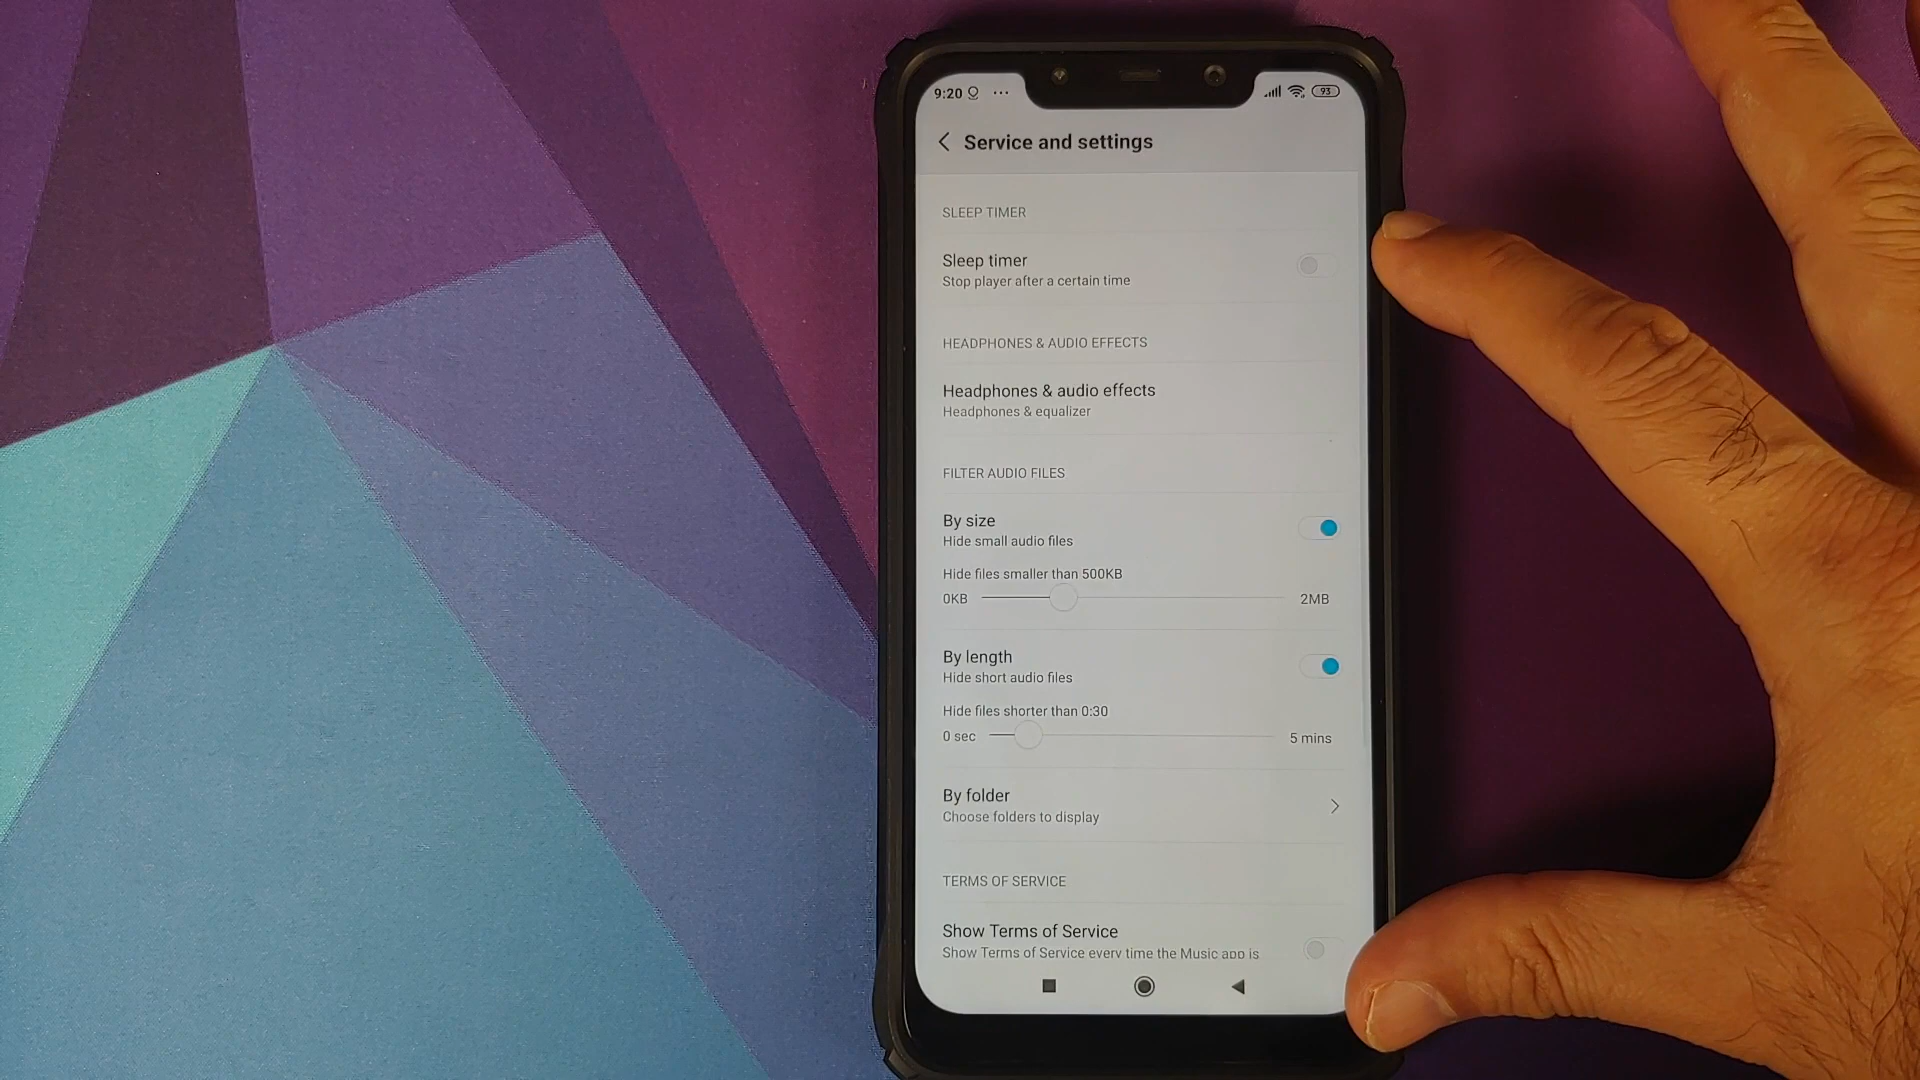 9:20 ... 93
Service and settings
SLEEP TIMER
Sleep timer
Stop player after a certain time
HEADPHONES & AUDIO EFFECTS
Headphones & audio effects
Headphones & equalizer
FILTER AUDIO FILES
By size
Hide small audio files
Hide files smaller than 500KB
0KB 2MB
By length
Hide short audio files
Hide files shorter than 0:30
0 sec 5 mins
By folder
Choose folders to display
TERMS OF SERVICE
Show Terms of Service
Show Terms of Service every time the Music app is